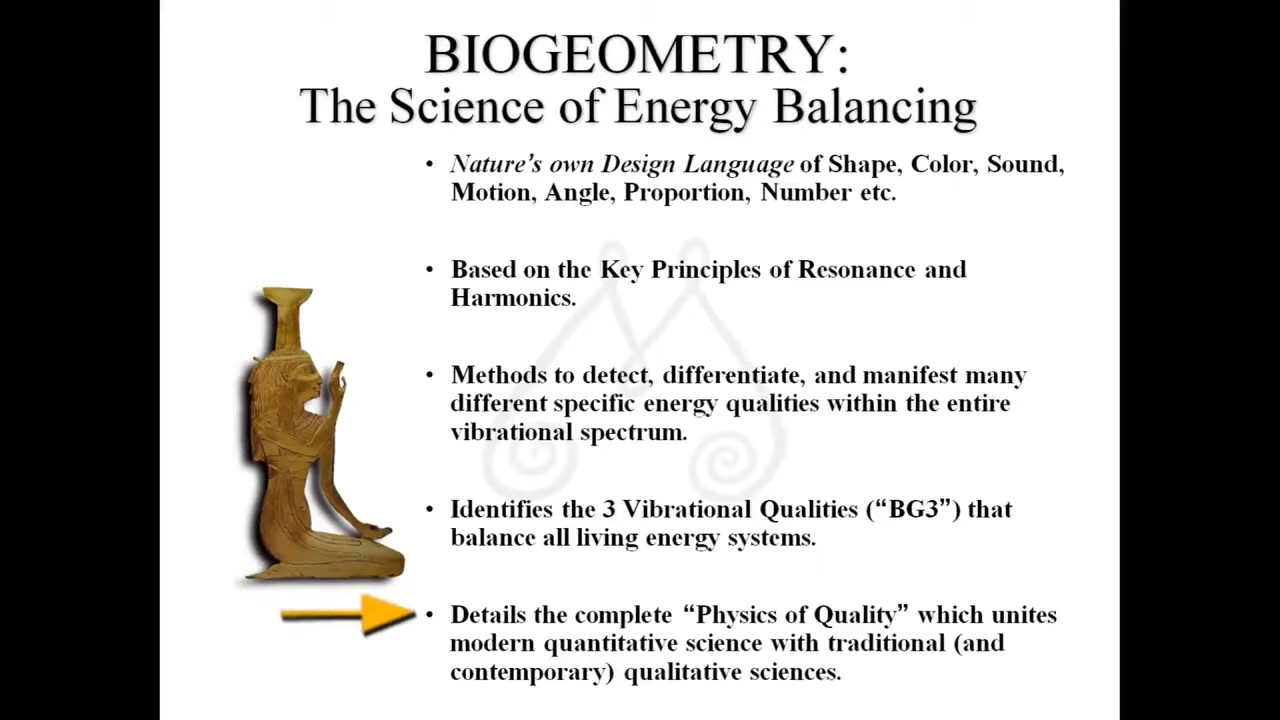 BIOGEOMETRY:
The Science of Energy Balancing
• Nature's own Design Language of Shape, Color, Sound,
Motion, Angle, Proportion, Number etc.
• Based on the Key Principles of Resonance and
Harmonics.
• Methods to detect, differentiate, and manifest many
different specific energy qualities within the entire
vibrational spectrum.
• Identifies the 3 Vibrational Qualities (“BG3”) that
balance all living energy systems.
• Details the complete “Physics of Quality” which unites
modern quantitative science with traditional (and
contemporary) qualitative sciences.